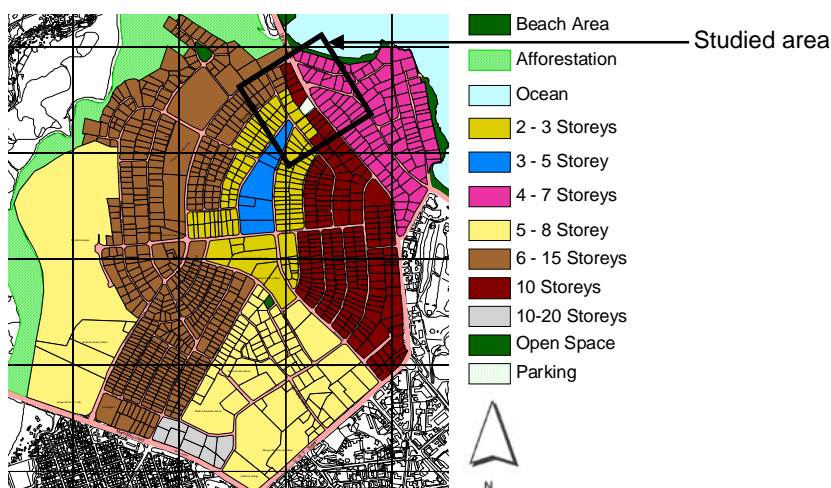 Beach Area
Studied area
Afforestation
Ocean
2 - 3 Storeys
3 - 5 Storey
4 - 7 Storeys
5 - 8 Storey
6 - 15 Storeys
10 Storeys
10-20 Storeys
Open Space
Parking
N